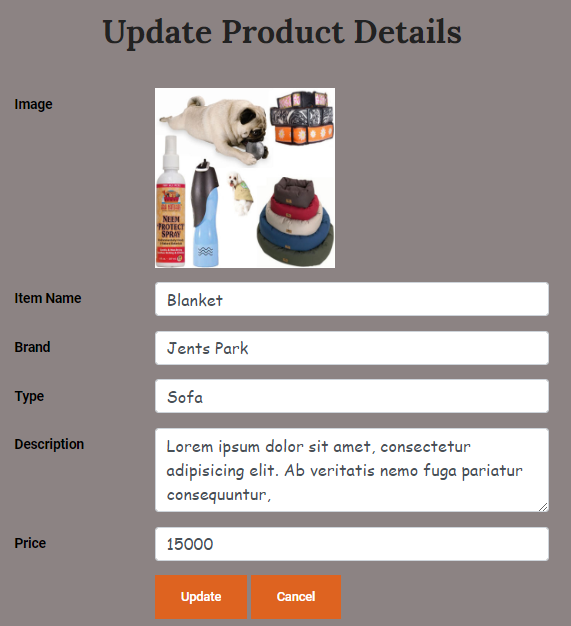 Update Product Details
Image
NEEM
PROTECT
SPRAY
Item Name
Blanket
Brand
Jents Park
Type
Sofa
Description
Lorem ipsum dolor sit amet, consectetur
adipisicing elit. Ab veritatis nemo fuga pariatur
consequuntur,
Price
15000
Update Cancel